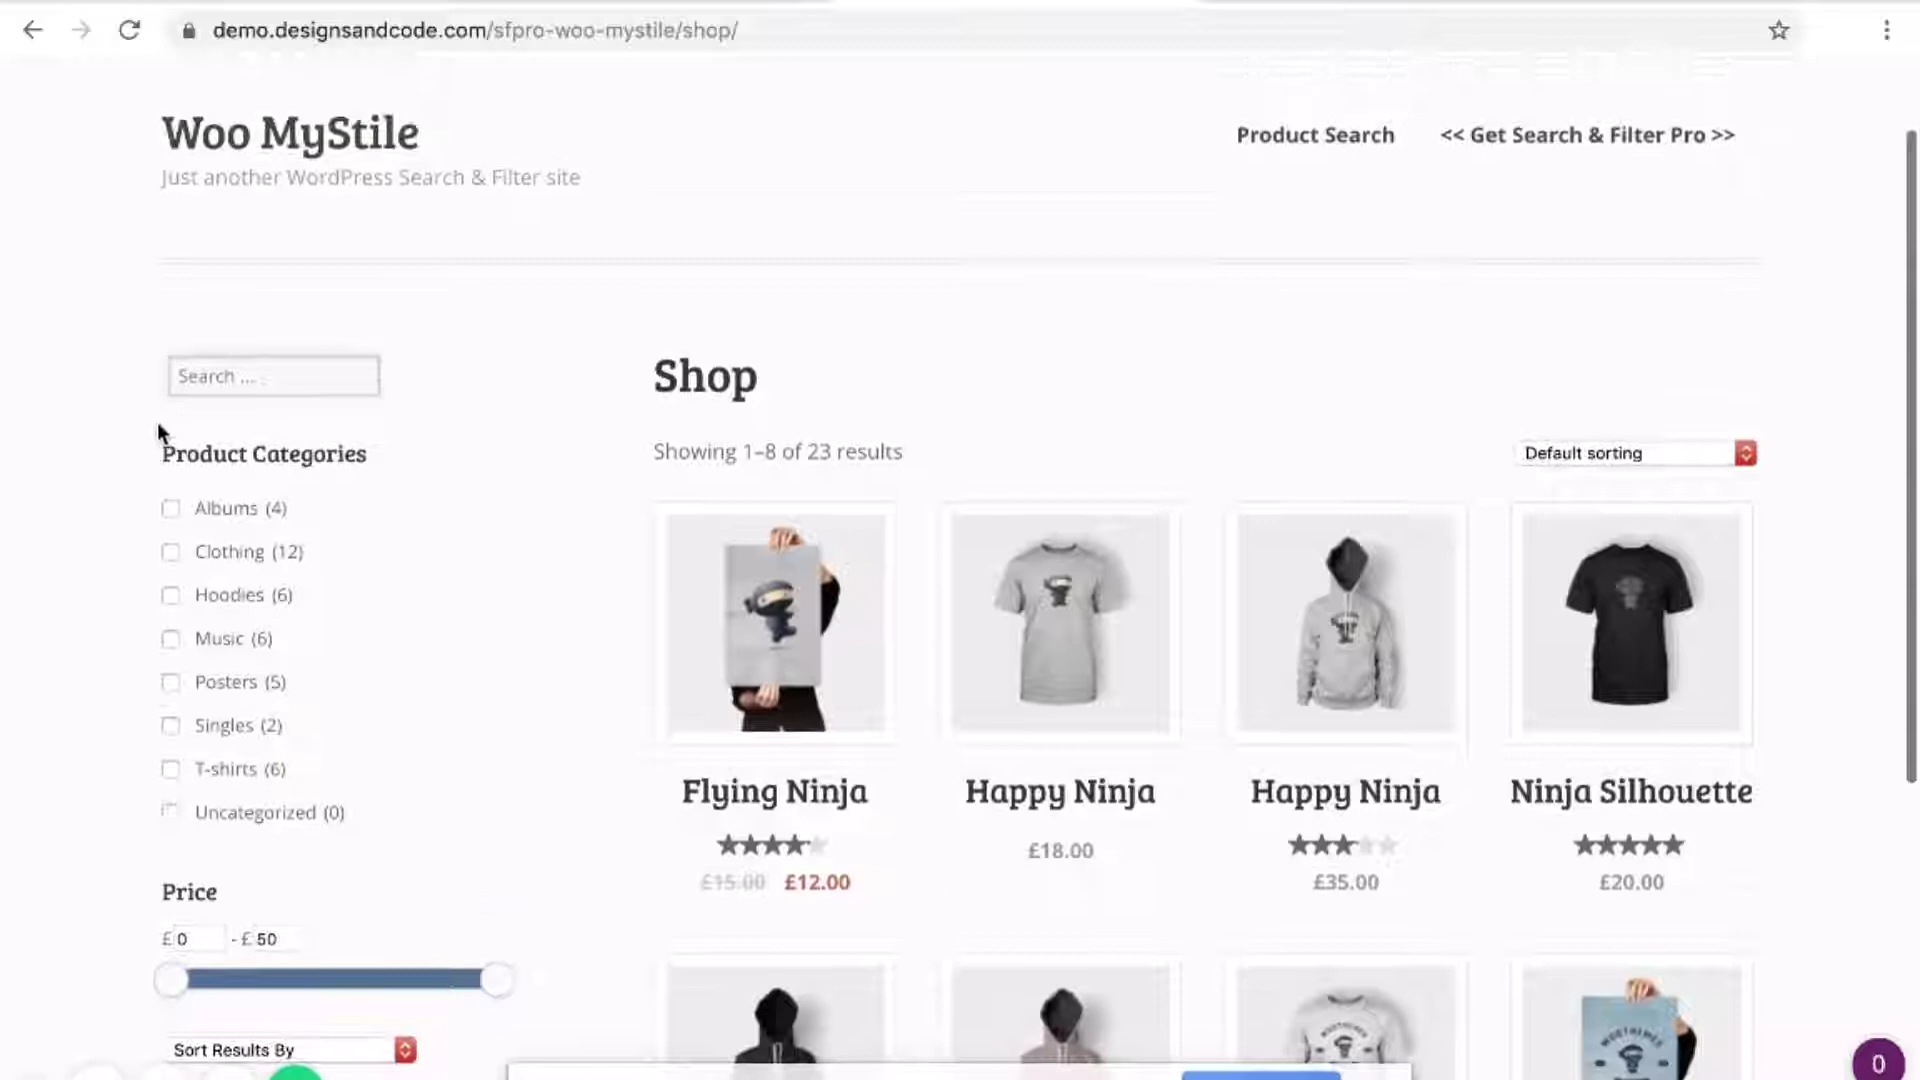 demo.designsandcode.com/sfpro-woo-mystile/shop/
Woo MyStile
Just another WordPress Search & Filter site
Product Search
<< Get Search & Filter Pro >>
Search ...
Product Categories
Albums (4)
Clothing (12)
Hoodies (6)
Music (6)
Posters (5)
Singles (2)
T-shirts (6)
Uncategorized (0)
Price
£ 0 - £ 50
Sort Results By
Shop
Showing 1–8 of 23 results
Default sorting
Flying Ninja
£15.00 £12.00
Happy Ninja
£18.00
Happy Ninja
£35.00
Ninja Silhouette
£20.00
WOOTHEMES
0